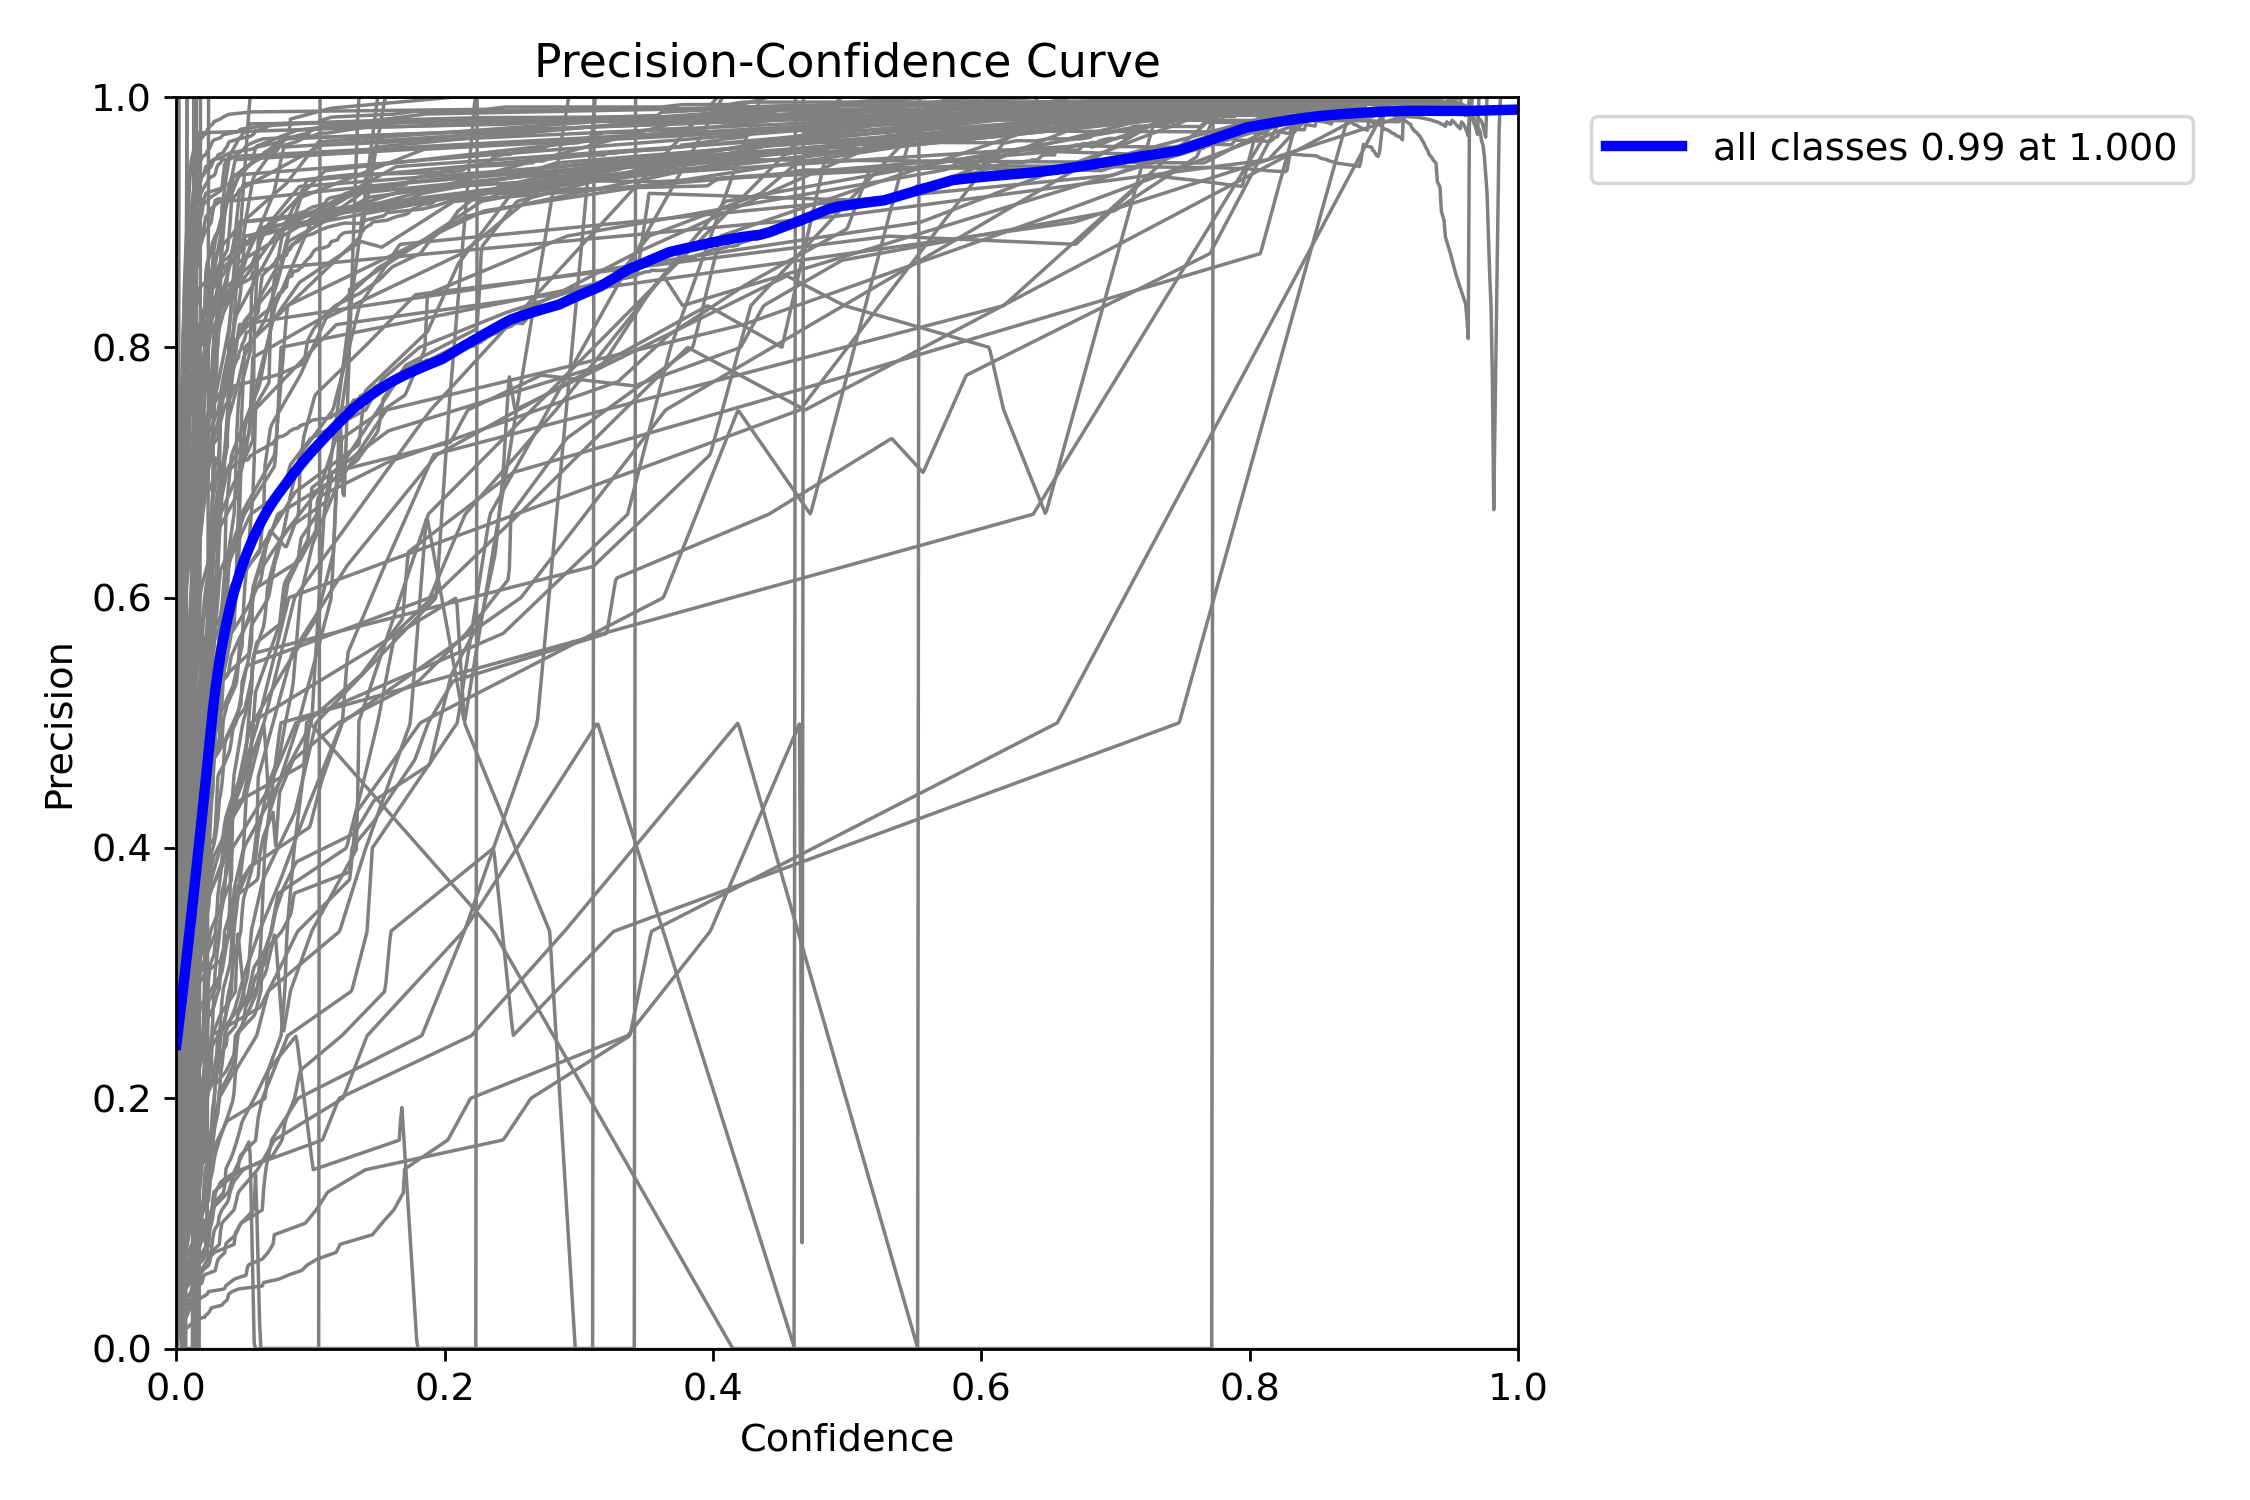 Precision-Confidence Curve
all classes 0.99 at 1.000
Precision
1.0
0.8
0.6
0.4
0.2
0.0
0.0 0.2 0.4 0.6 0.8 1.0
Confidence